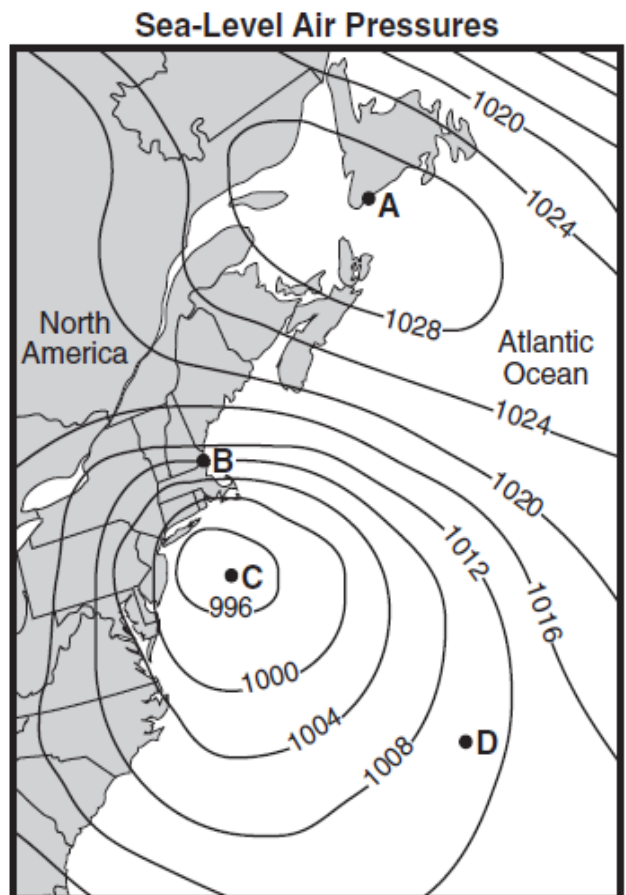 Sea-Level Air Pressures
1020
A
1024
1028
North
America
Atlantic
Ocean
1024
B
1020
1012
C
996
1016
1000
1004
D
1008